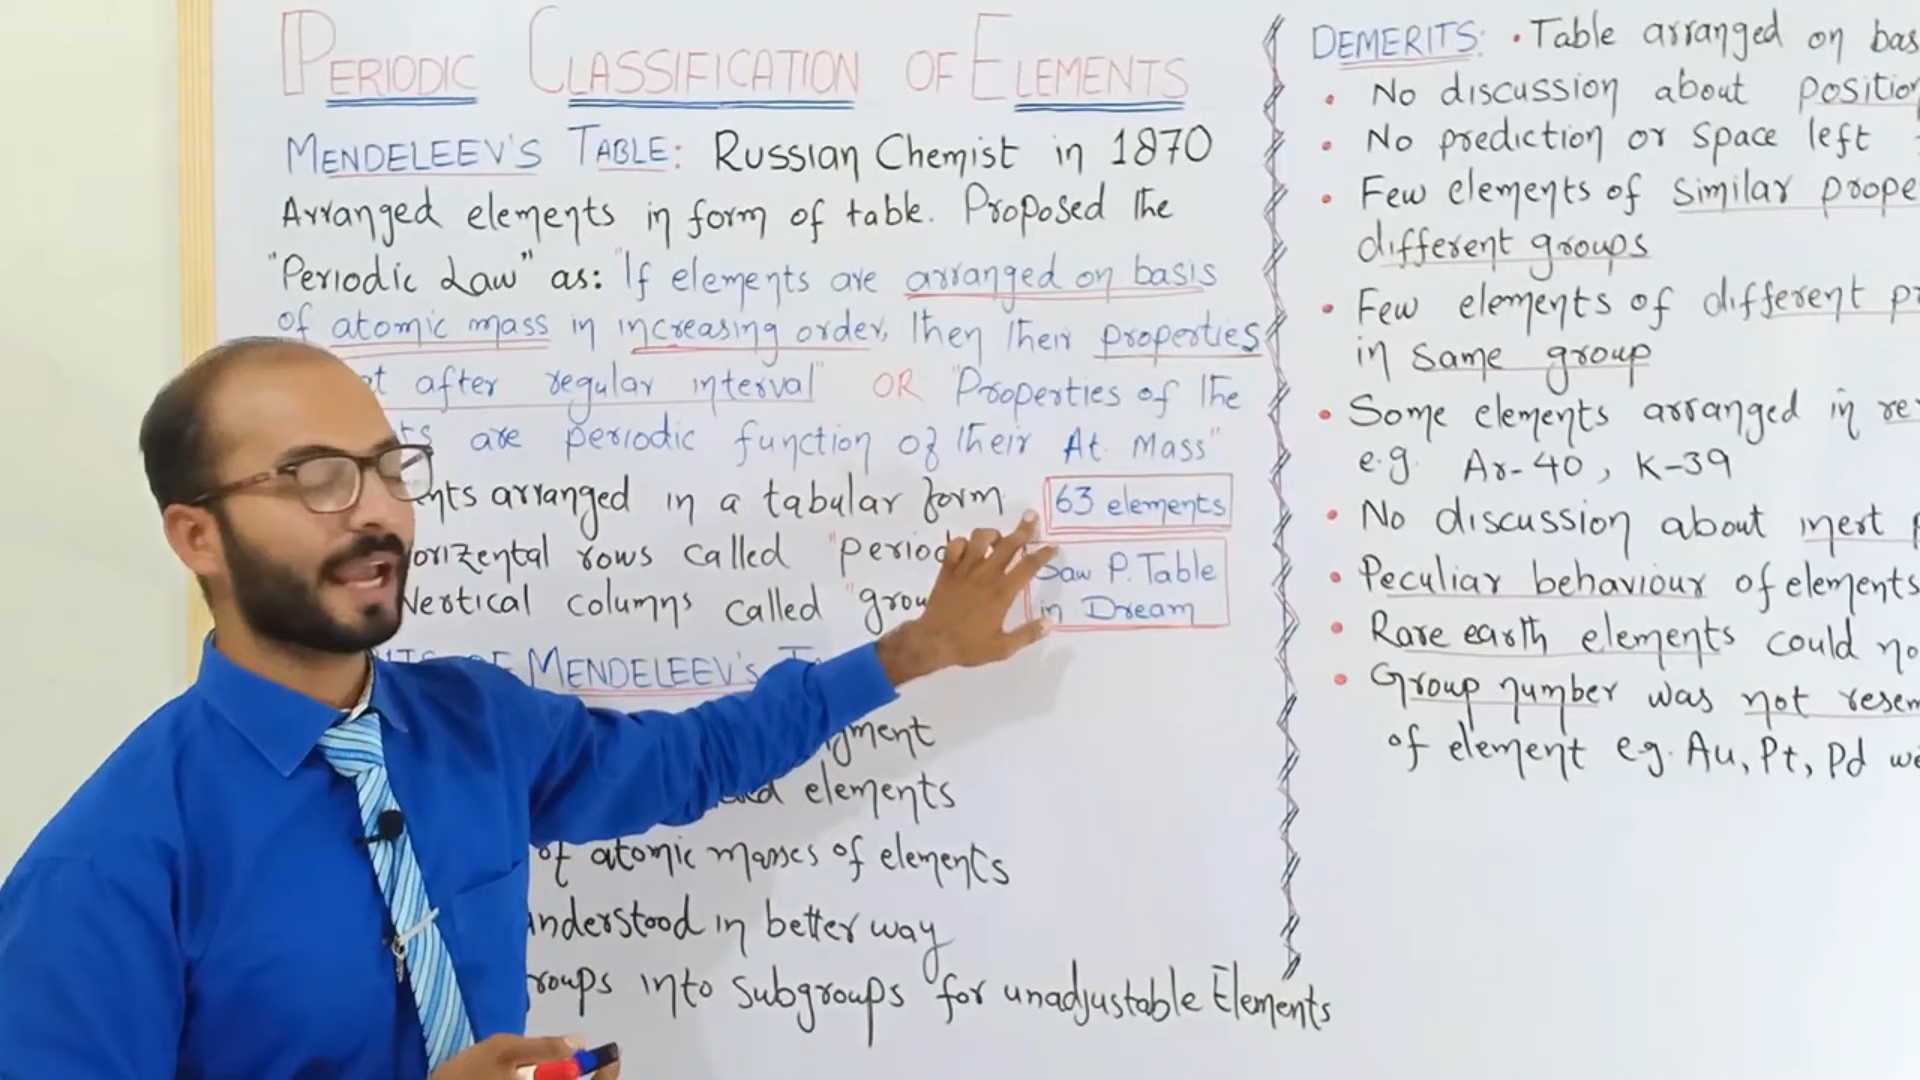 PERIODIC CLASSIFICATION OF ELEMENTS
MENDELEEV'S TABLE: Russian Chemist in 1870
Arranged elements in form of table. Proposed the
"Periodic Law" as: "If elements are arranged on basis
of atomic mass in increasing order, then their properties
after regular interval" OR "Properties of the
are periodic function of their At. Mass"
arranged in a tabular form
63 elements
rows called "period
Vertical columns called "grou
Saw P. Table
in Dream
OF MENDELEEV'S
elements
of atomic masses of elements
understood in better way
groups into subgroups for unadjustable Elements
DEMERITS: • Table arranged on bas
• No discussion about position
• No prediction or space left
• Few elements of similar prope
different groups
• Few elements of different pr
in same group
• Some elements arranged in re
e.g. Ar-40, K-39
• No discussion about inert
• Peculiar behaviour of elements
• Rare earth elements could no
• Group number was not resem
of element e.g. Au, Pt, Pd we